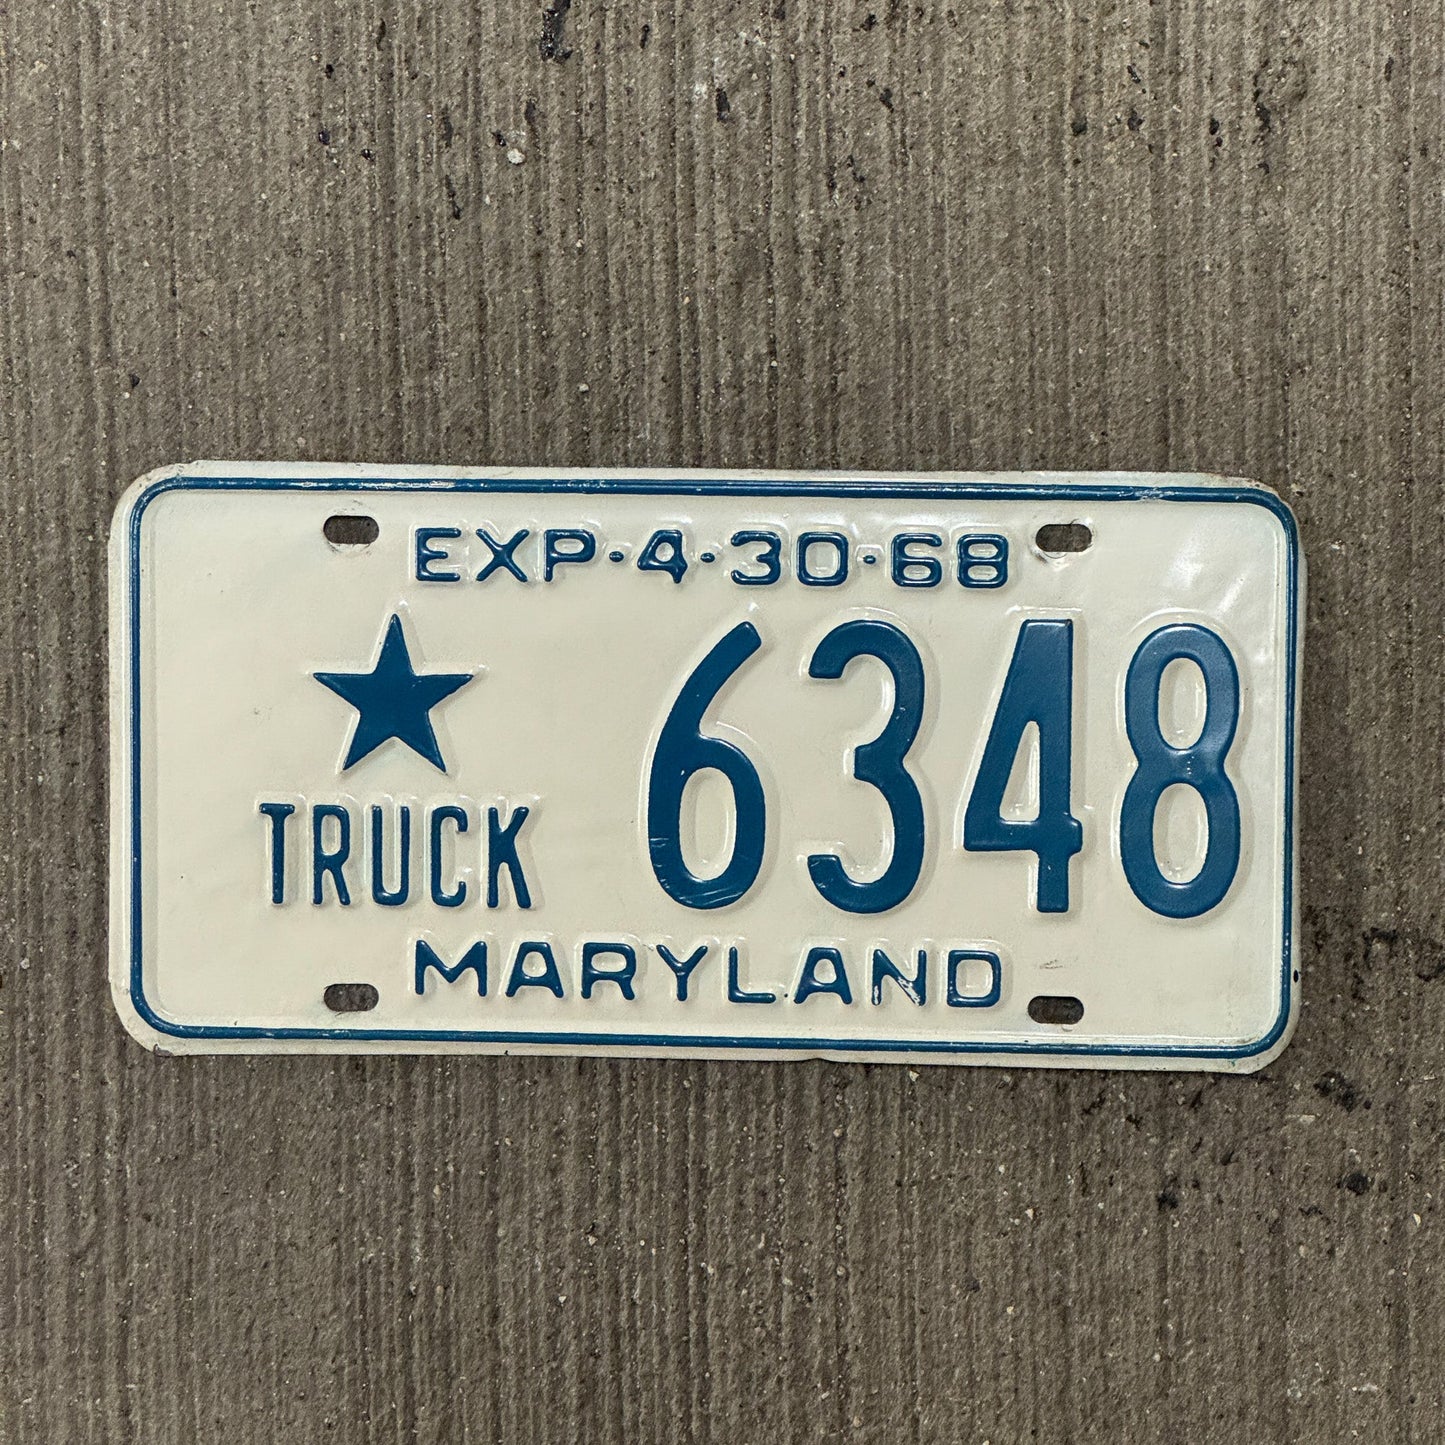 EXP·4·30·68
6348
TRUCK
MARYLAND